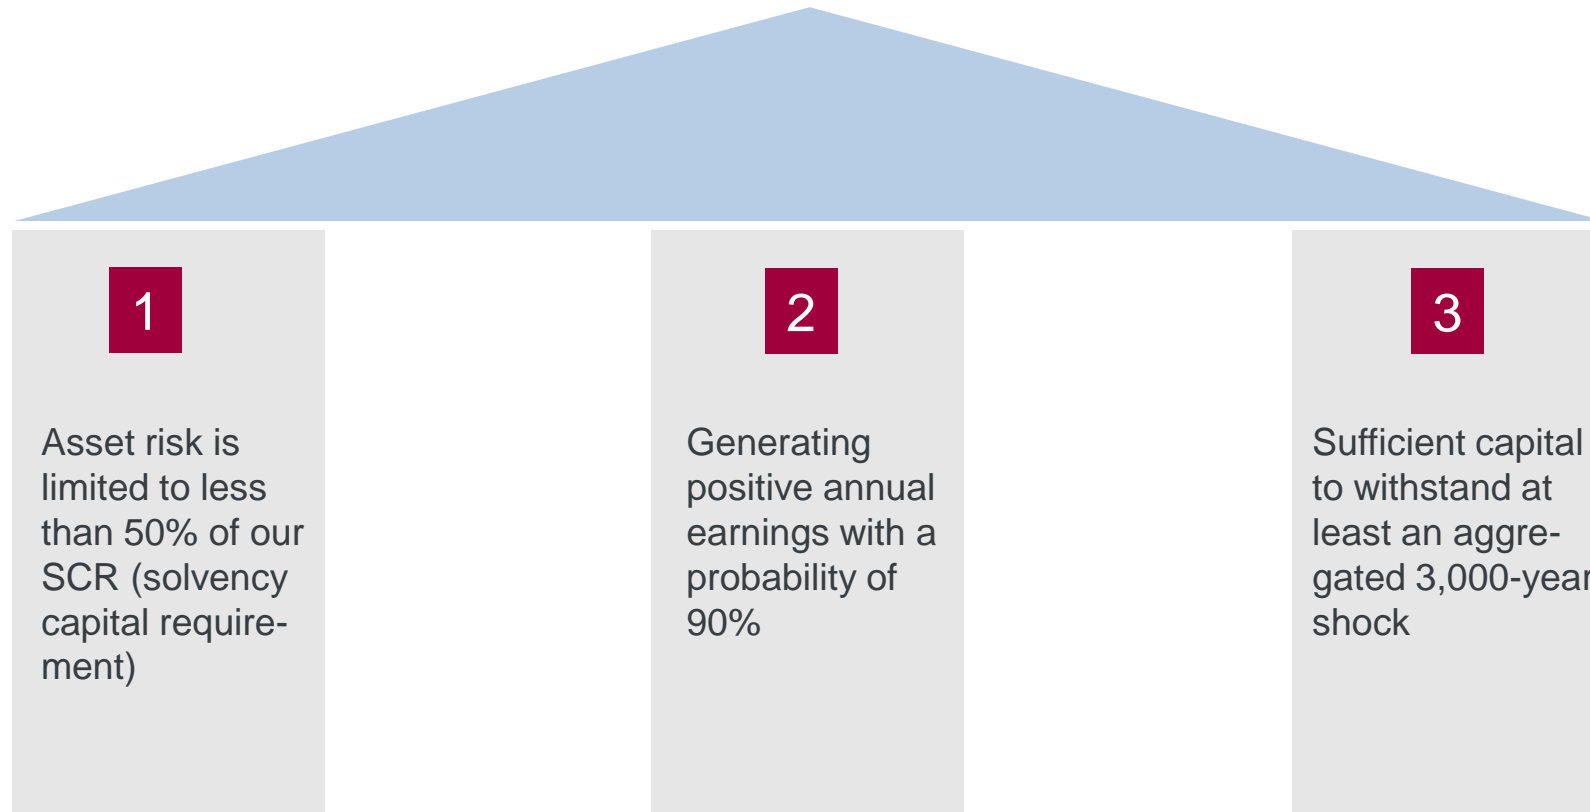 1
Asset risk is
limited to less
than 50% of our
SCR (solvency
capital require-
ment)
2
Generating
positive annual
earnings with a
probability of
90%
3
Sufficient capital
to withstand at
least an aggre-
gated 3,000-year
shock